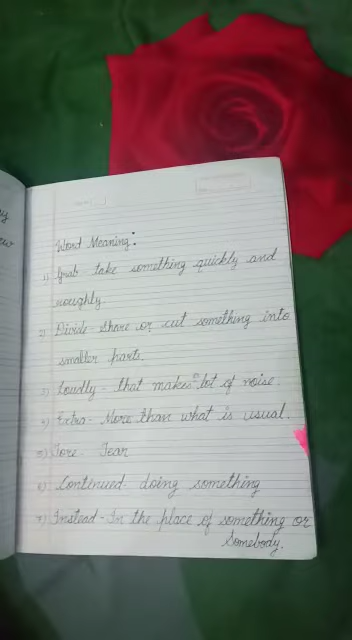 Word Meaning:
1) Grab - take something quickly and
roughly.
2) Divide - share or cut something into
smaller parts.
3) Loudly - that makes a lot of noise.
4) Extra - More than what is usual.
5) Tore - Tear
6) Continued - doing something
7) Instead - In the place of something or
Somebody.